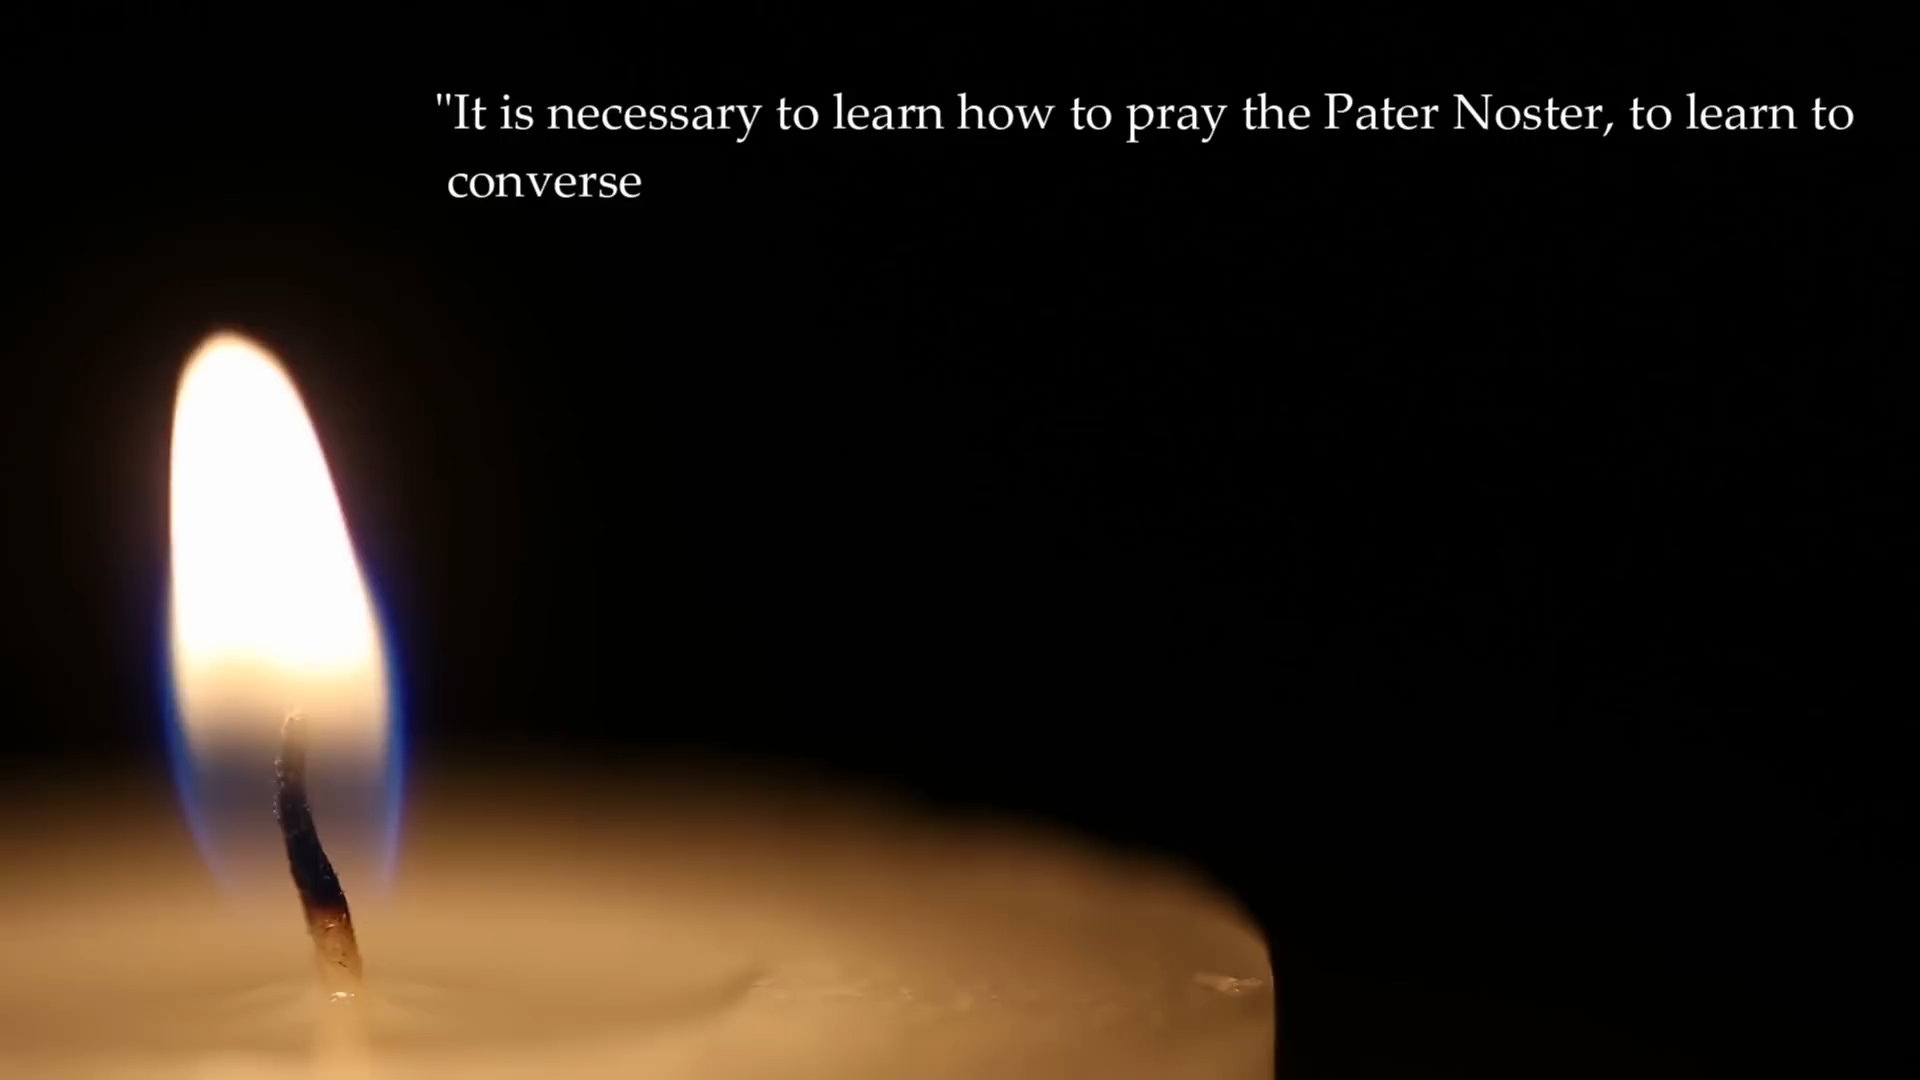 "It is necessary to learn how to pray the Pater Noster, to learn to
converse